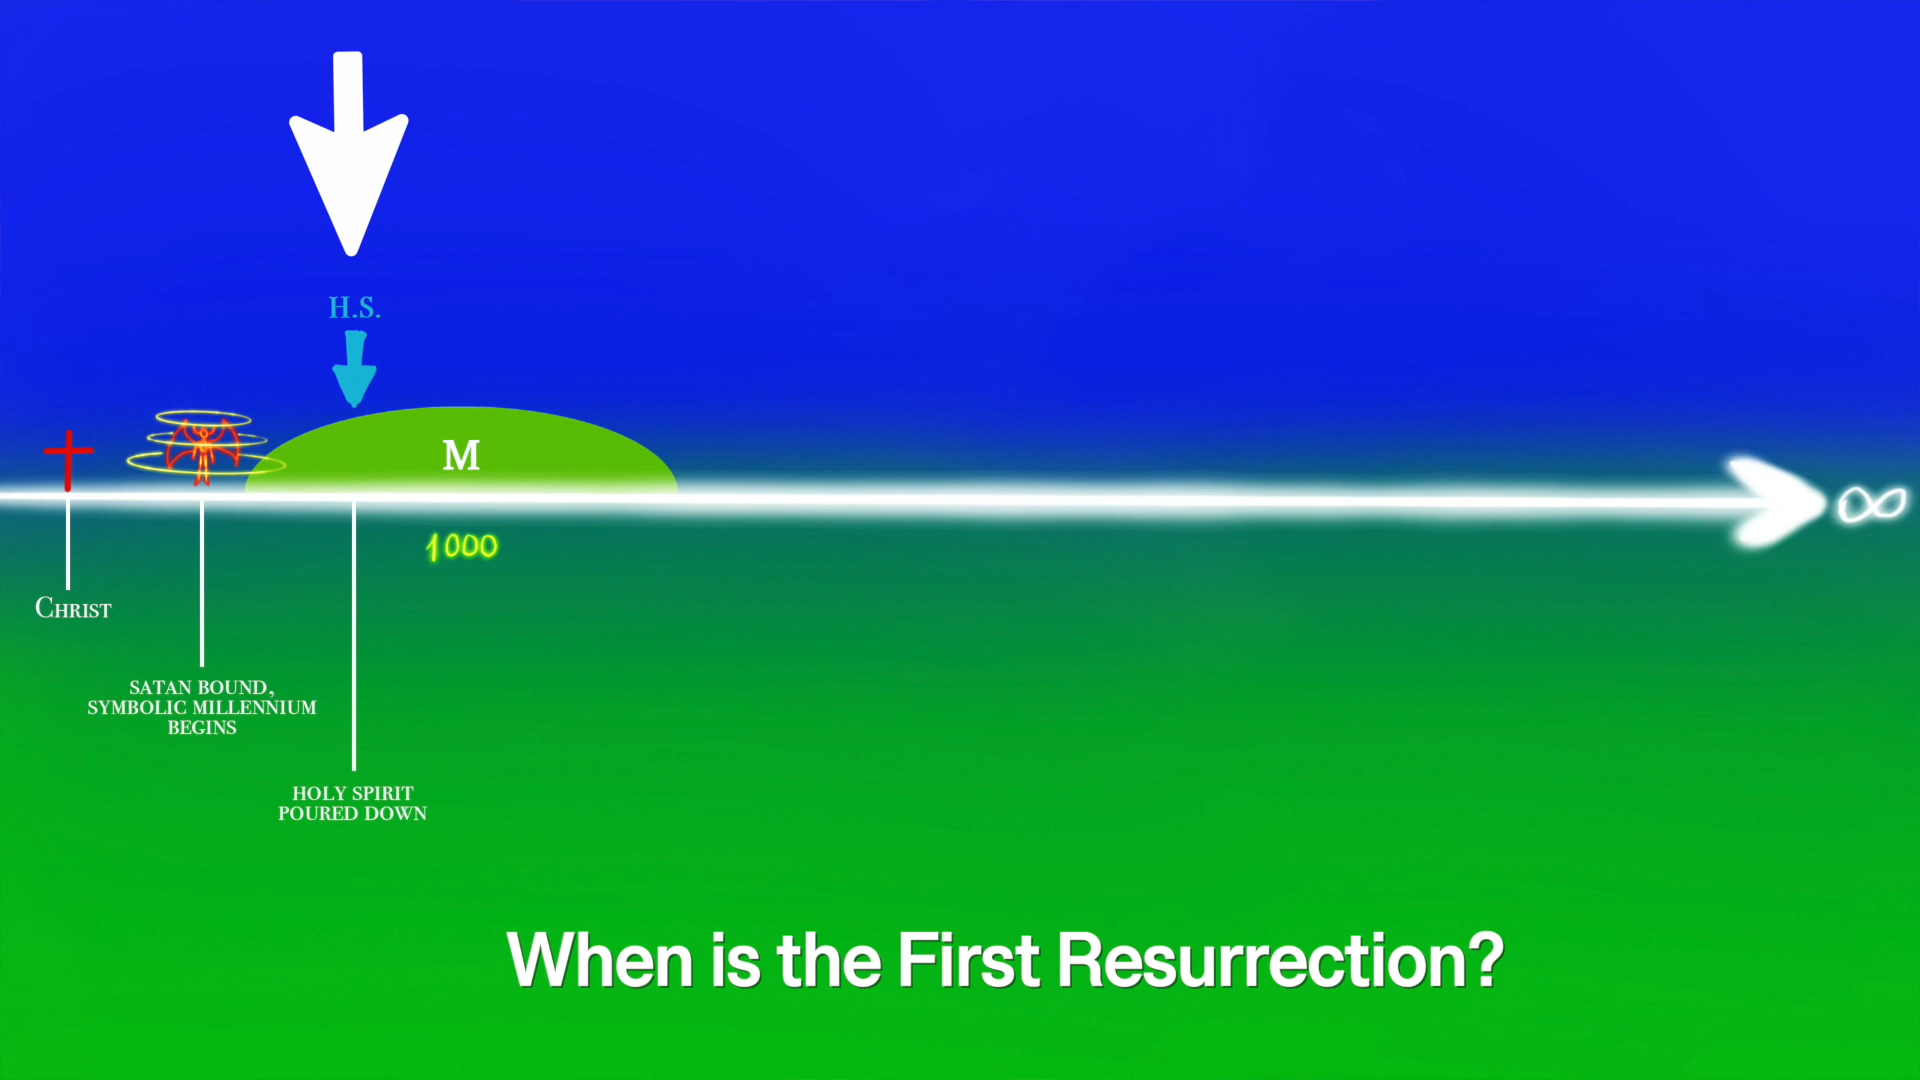 H.S.
M
1000
∞
Christ
SATAN BOUND,
SYMBOLIC MILLENNIUM
BEGINS
HOLY SPIRIT
POURED DOWN
When is the First Resurrection?